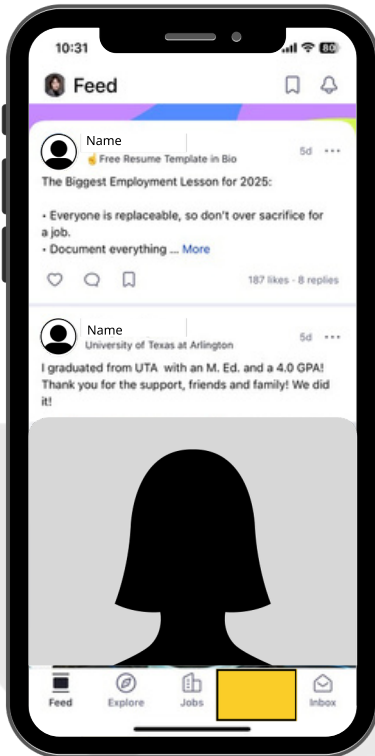 10:31
80
Feed
Name
☝️Free Resume Template in Bio
5d ...
The Biggest Employment Lesson for 2025:
• Everyone is replaceable, so don't over sacrifice for
a job.
• Document everything ... More
187 likes · 8 replies
Name
University of Texas at Arlington
5d ...
I graduated from UTA with an M. Ed. and a 4.0 GPA!
Thank you for the support, friends and family! We did
it!
Feed
Explore
Jobs
Inbox